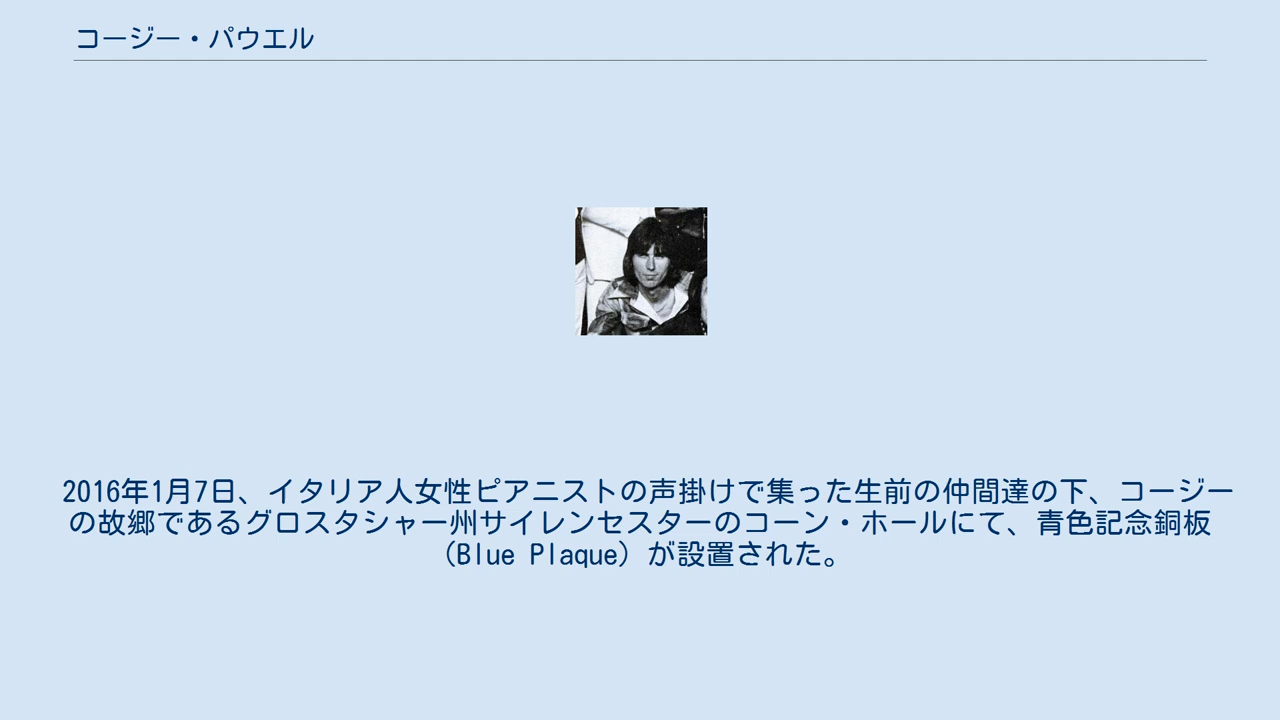 コージー・パウエル
2016年1月7日、イタリア人女性ピアニストの声掛けで集った生前の仲間達の下、コージー
の故郷であるグロスタシャー州サイレンセスターのコーン・ホールにて、青色記念銅板
（Blue Plaque）が設置された。